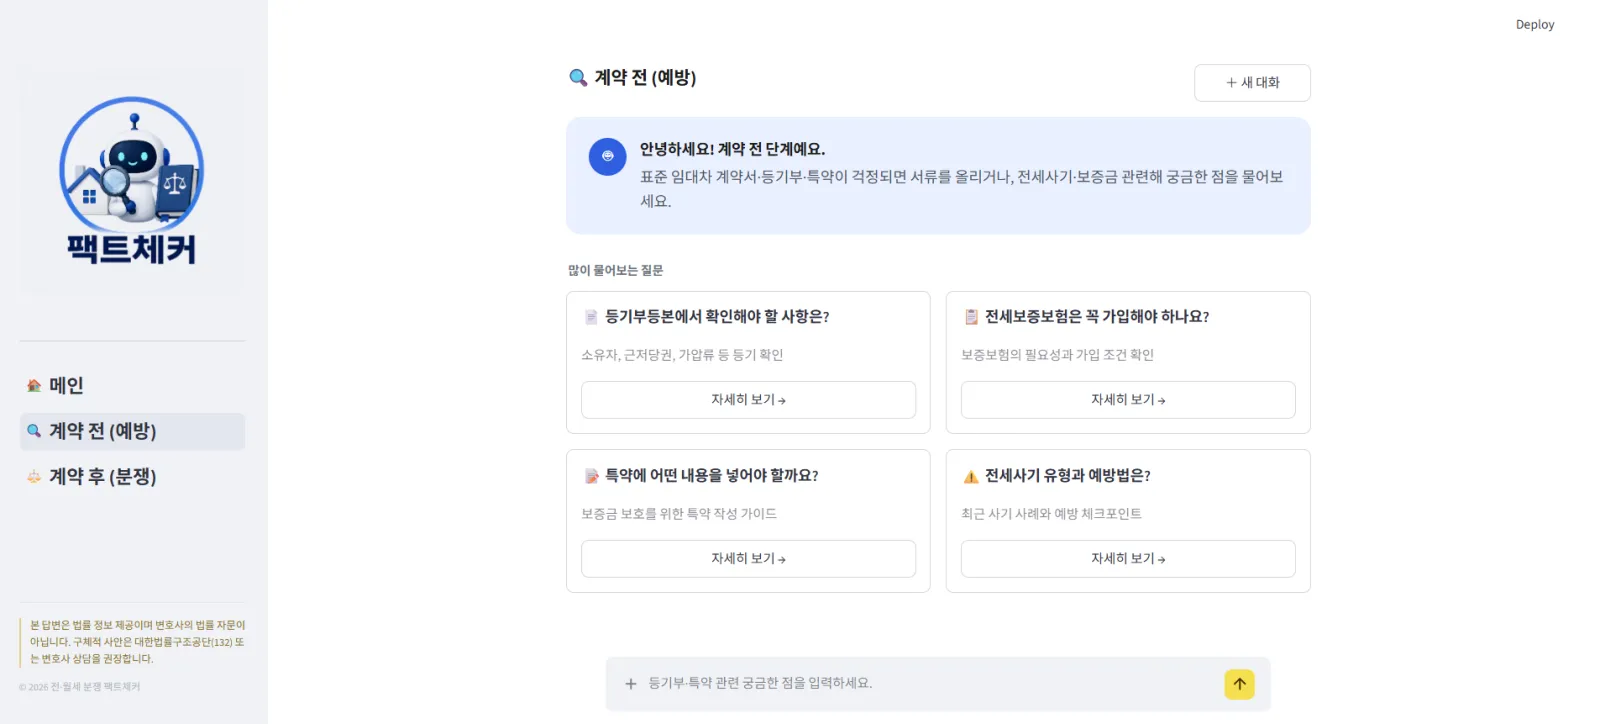 Deploy
팩트체커
메인
계약 전 (예방)
계약 후 (분쟁)
본 답변은 법률 정보 제공이며 변호사의 법률 자문이
아닙니다. 구체적 사안은 대한법률구조공단(132) 또
는 변호사 상담을 권장합니다.
© 2026 전·월세 분쟁 팩트체커
계약 전 (예방)
+ 새 대화
안녕하세요! 계약 전 단계예요.
표준 임대차 계약서·등기부·특약이 걱정되면 서류를 올리거나, 전세사기·보증금 관련해 궁금한 점을 물어보
세요.
많이 물어보는 질문
등기부등본에서 확인해야 할 사항은?
소유자, 근저당권, 가압류 등 등기 확인
자세히 보기 →
전세보증보험은 꼭 가입해야 하나요?
보증보험의 필요성과 가입 조건 확인
자세히 보기 →
특약에 어떤 내용을 넣어야 할까요?
보증금 보호를 위한 특약 작성 가이드
자세히 보기 →
전세사기 유형과 예방법은?
최근 사기 사례와 예방 체크포인트
자세히 보기 →
등기부·특약 관련 궁금한 점을 입력하세요.